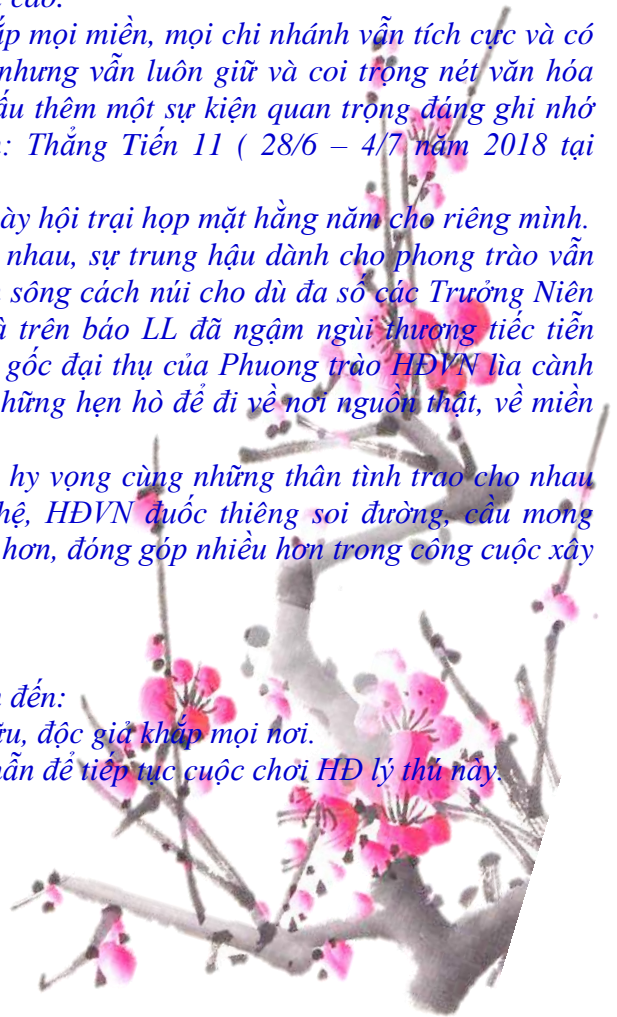 cao.
ắp mọi miền, mọi chi nhánh vẫn tích cực và có
nhưng vẫn luôn giữ và coi trọng nét văn hóa
ấu thêm một sự kiện quan trọng đáng ghi nhớ
: Thẳng Tiến 11 ( 28/6 – 4/7 năm 2018 tại
ày hội trại họp mặt hằng năm cho riêng mình.
nhau, sự trung hậu dành cho phong trào vẫn
sông cách núi cho dù đa số các Trưởng Niên
à trên báo LL đã ngậm ngùi thương tiếc tiễn
gốc đại thụ của Phuong trào HĐVN lìa cành
hững hẹn hò để đi về nơi nguồn thật, về miền
hy vọng cùng những thân tình trao cho nhau
hệ, HĐVN đuốc thiêng soi đường, cầu mong
hơn, đóng góp nhiều hơn trong công cuộc xây
đến:
ữu, độc giả khắp mọi nơi.
hẫn để tiếp tục cuộc chơi HĐ lý thú này.